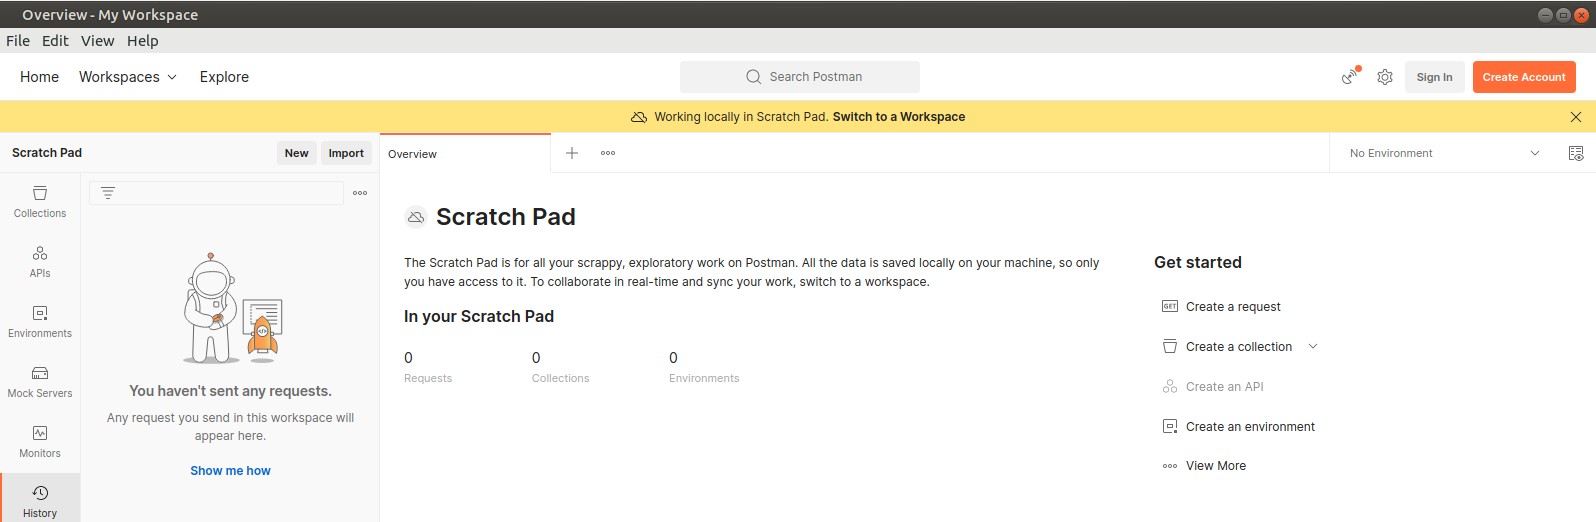 Overview - My Workspace
File Edit View Help
Home Workspaces Explore Search Postman Sign In Create Account
Working locally in Scratch Pad. Switch to a Workspace
Scratch Pad New Import Overview No Environment
Collections
APIs
Environments
Mock Servers
Monitors
History
You haven't sent any requests.
Any request you send in this workspace will
appear here.
Show me how
Scratch Pad
The Scratch Pad is for all your scrappy, exploratory work on Postman. All the data is saved locally on your machine, so only
you have access to it. To collaborate in real-time and sync your work, switch to a workspace.
In your Scratch Pad
0 0 0
Requests Collections Environments
Get started
GET Create a request
Create a collection
Create an API
Create an environment
View More